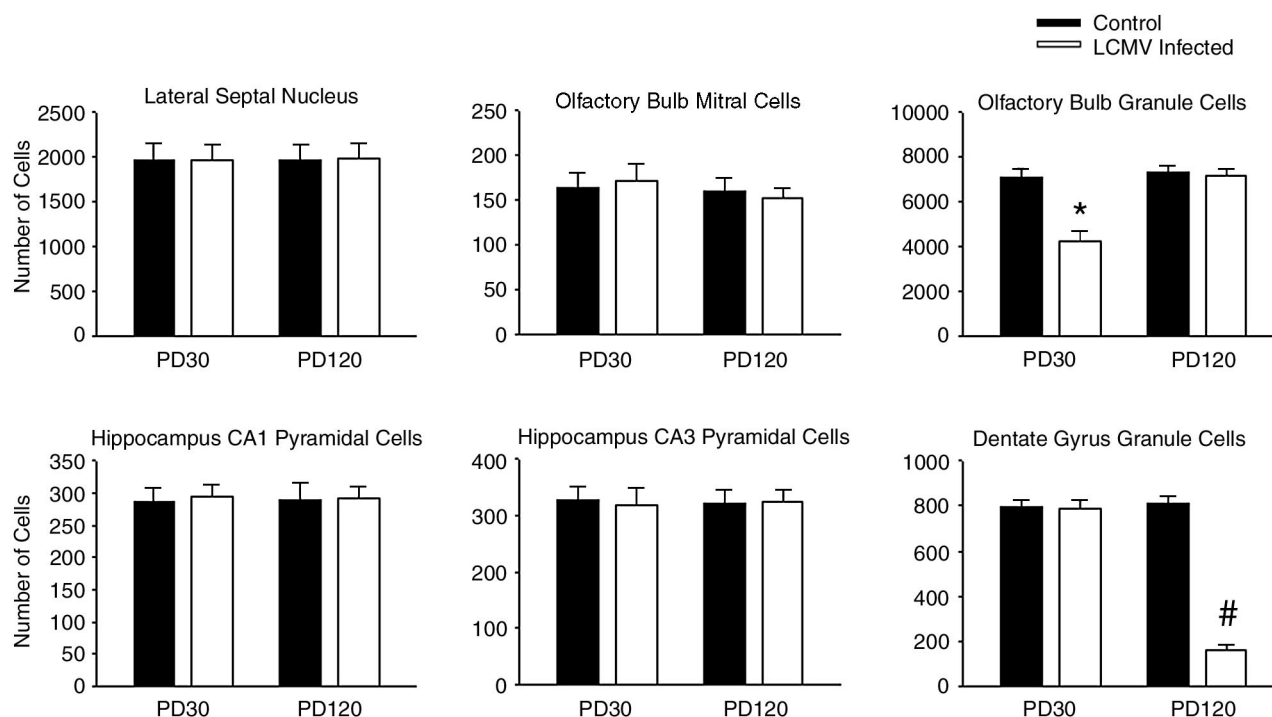 Control
LCMV Infected
Lateral Septal Nucleus
Number of Cells
2500
2000
1500
1000
500
0
PD30 PD120
Olfactory Bulb Mitral Cells
250
200
150
100
50
0
PD30 PD120
Olfactory Bulb Granule Cells
10000
8000
6000
4000
2000
0
*
PD30 PD120
Hippocampus CA1 Pyramidal Cells
Number of Cells
350
300
250
200
150
100
50
0
PD30 PD120
Hippocampus CA3 Pyramidal Cells
400
300
200
100
0
PD30 PD120
Dentate Gyrus Granule Cells
1000
800
600
400
200
0
#
PD30 PD120